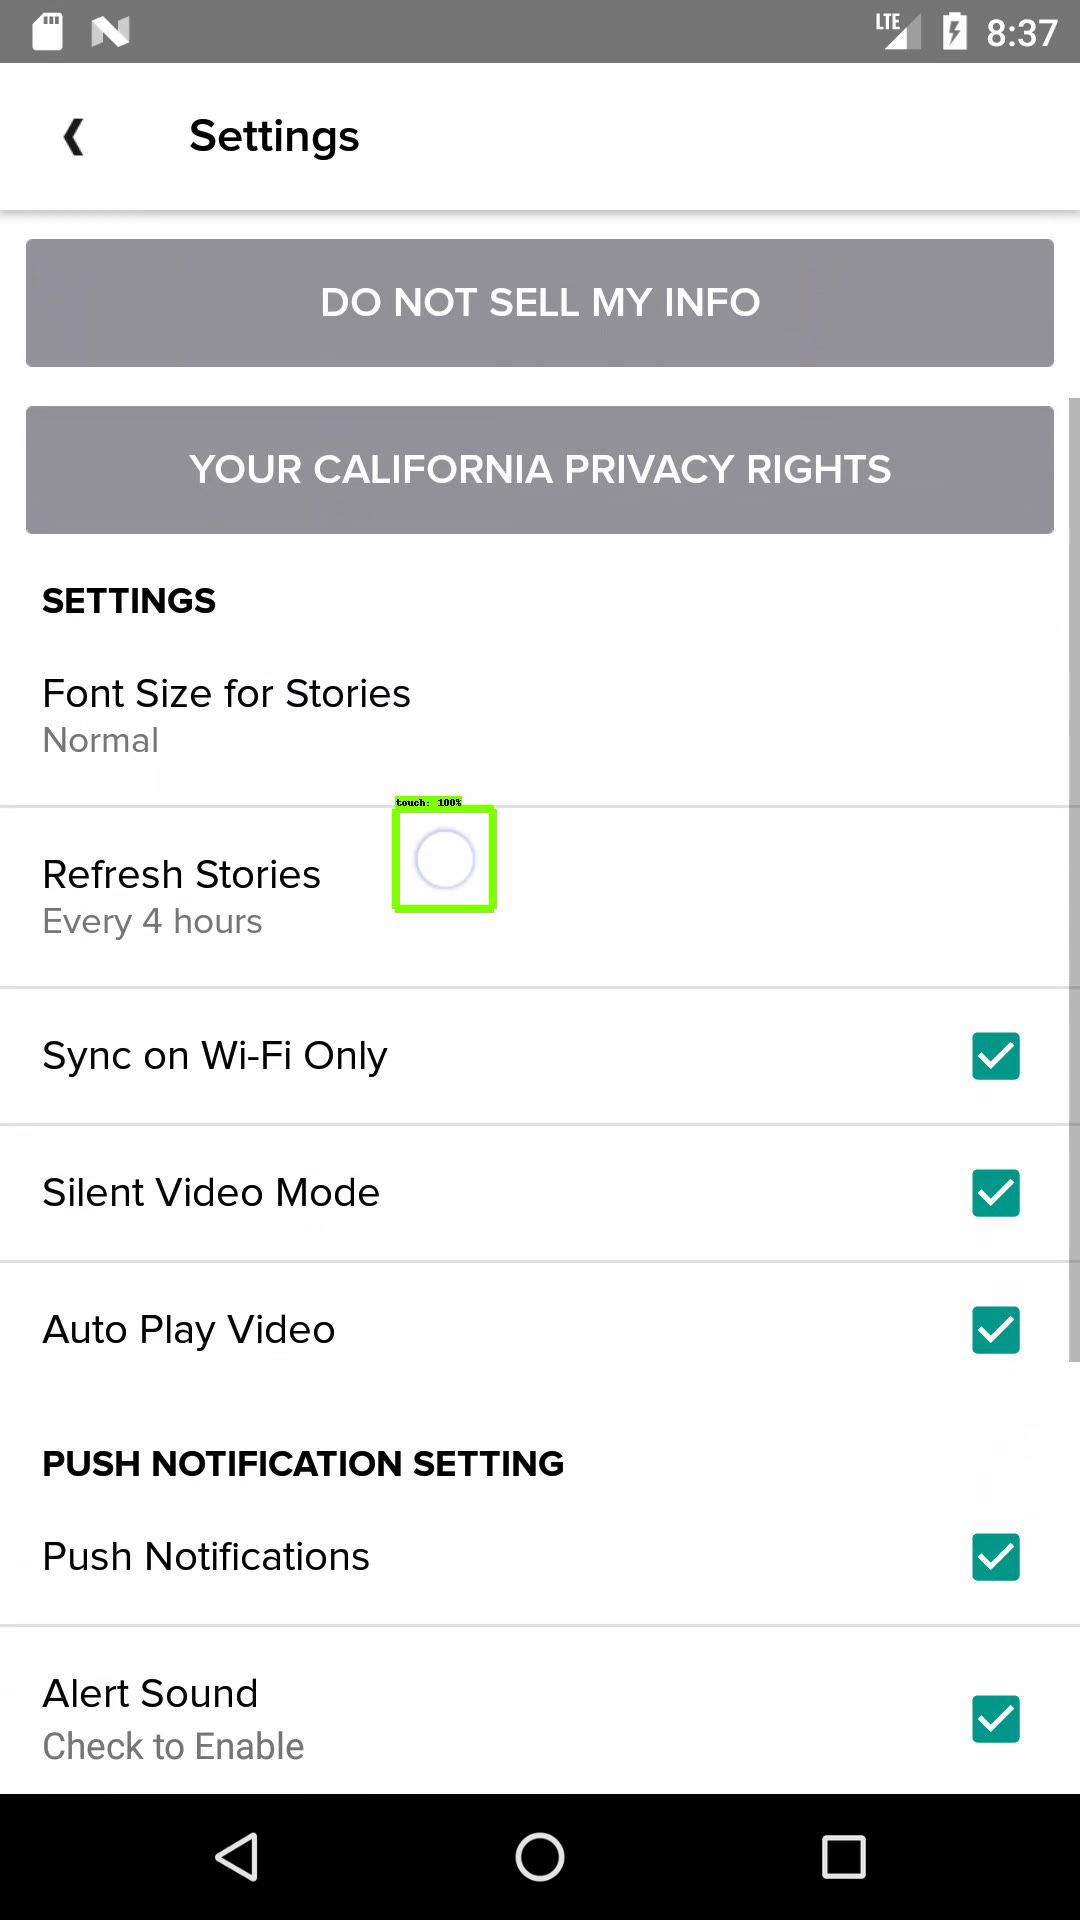 LTE 8:37
Settings
DO NOT SELL MY INFO
YOUR CALIFORNIA PRIVACY RIGHTS
SETTINGS
Font Size for Stories
Normal
touch: 100%
Refresh Stories
Every 4 hours
Sync on Wi-Fi Only
Silent Video Mode
Auto Play Video
PUSH NOTIFICATION SETTING
Push Notifications
Alert Sound
Check to Enable